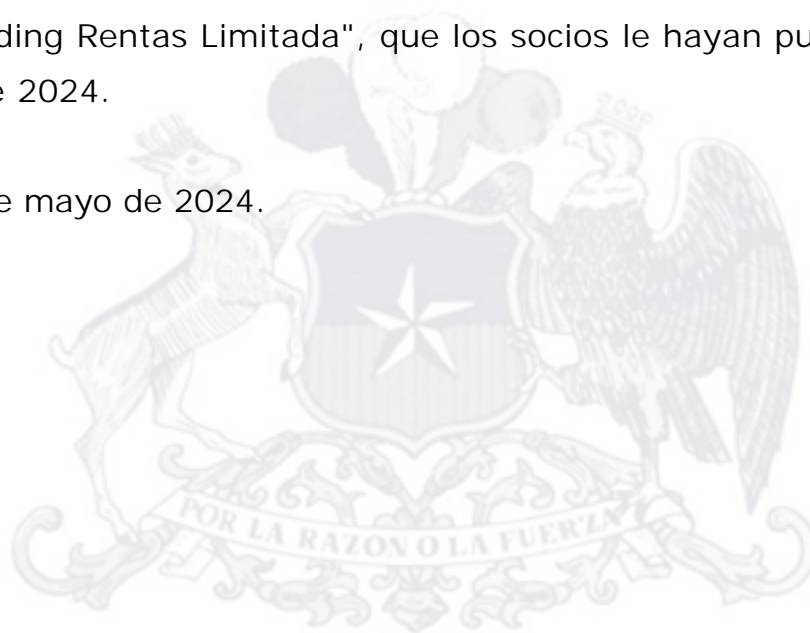 ding Rentas Limitada", que los socios le hayan pu
e 2024.
e mayo de 2024.
POR LA RAZON O LA FUERZA